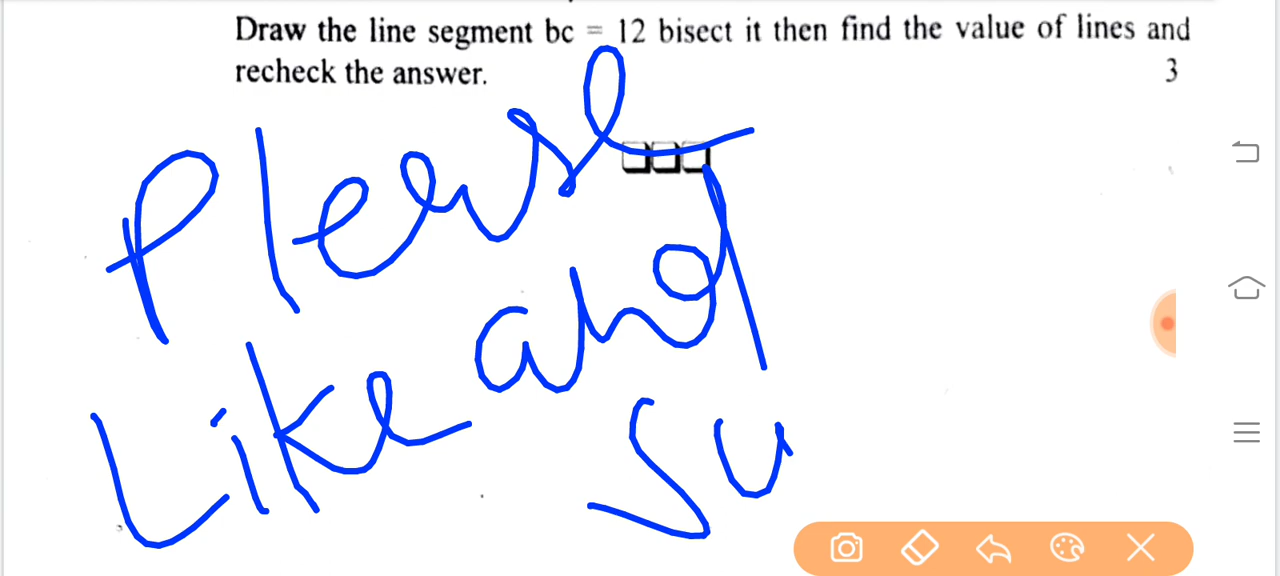 Draw the line segment bc = 12 bisect it then find the value of lines and
recheck the answer. 3
Please
Like and
su